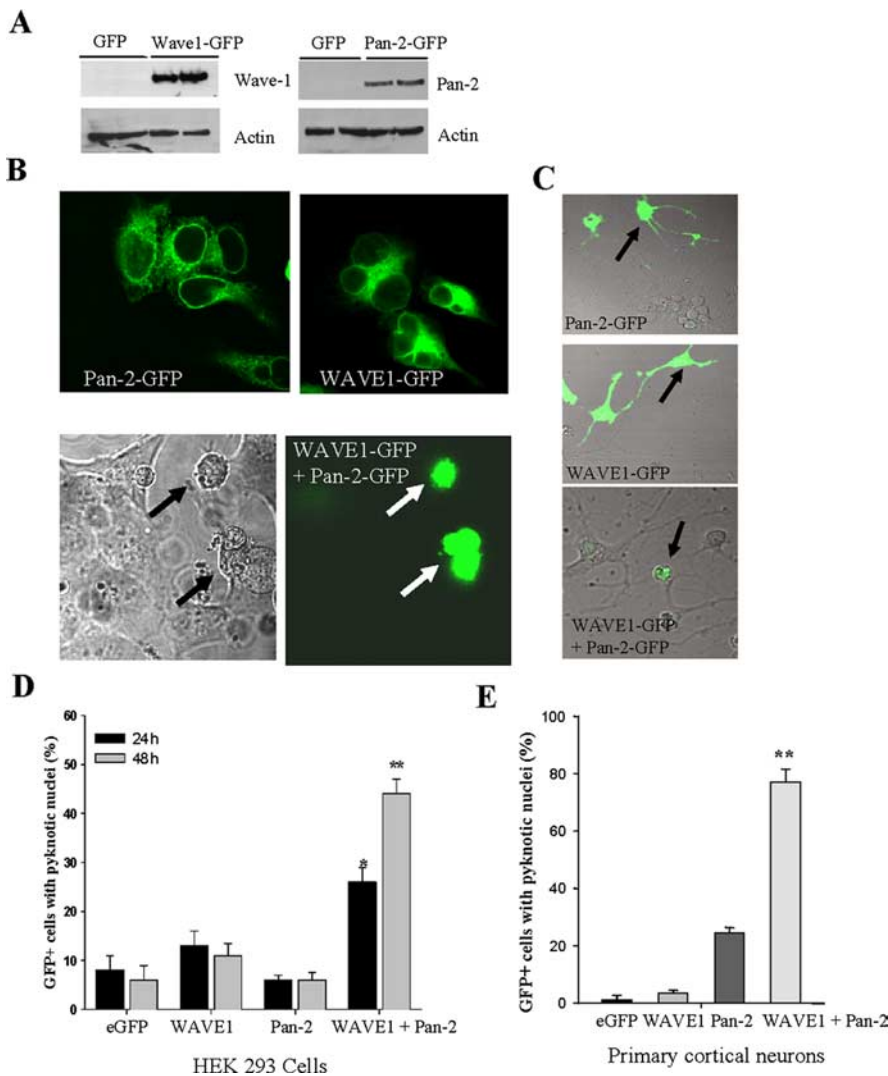 A
GFP Wave1-GFP
Wave-1
Actin
GFP Pan-2-GFP
Pan-2
Actin
B
Pan-2-GFP
WAVE1-GFP
WAVE1-GFP
+ Pan-2-GFP
C
Pan-2-GFP
WAVE1-GFP
WAVE1-GFP
+ Pan-2-GFP
D
GFP+ cells with pyknotic nuclei (%)
60
50
40
30
20
10
0
24h
48h
*
**
eGFP WAVE1 Pan-2 WAVE1 + Pan-2
HEK 293 Cells
E
GFP+ cells with pyknotic nuclei (%)
100
80
60
40
20
0
**
eGFP WAVE1 Pan-2 WAVE1 + Pan-2
Primary cortical neurons